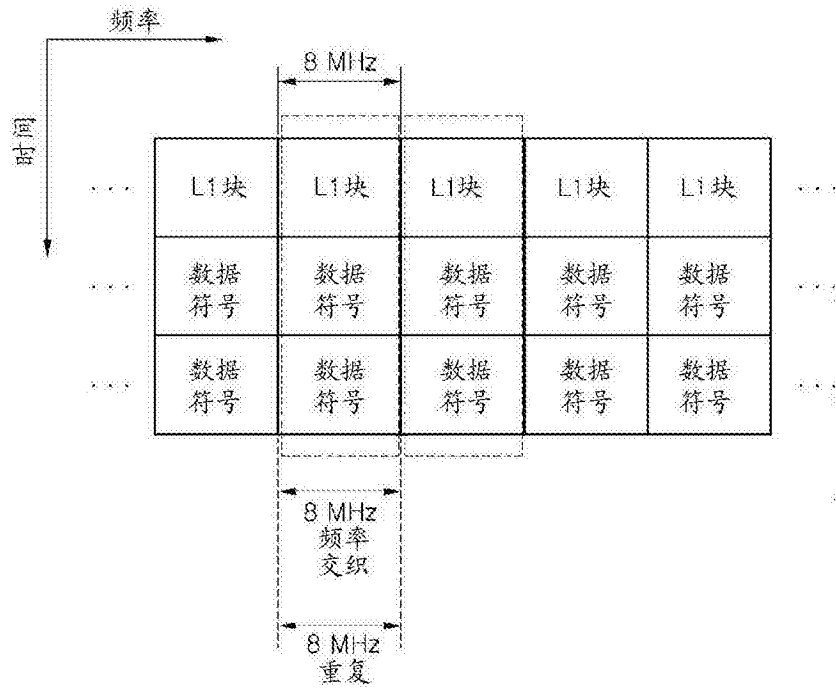 频率
时间
8 MHz
... L1块 L1块 L1块 L1块 L1块 ...
... 数据 数据 数据 数据 数据 ...
符号 符号 符号 符号 符号
... 数据 数据 数据 数据 数据 ...
符号 符号 符号 符号 符号
8 MHz
频率
交织
8 MHz
重复